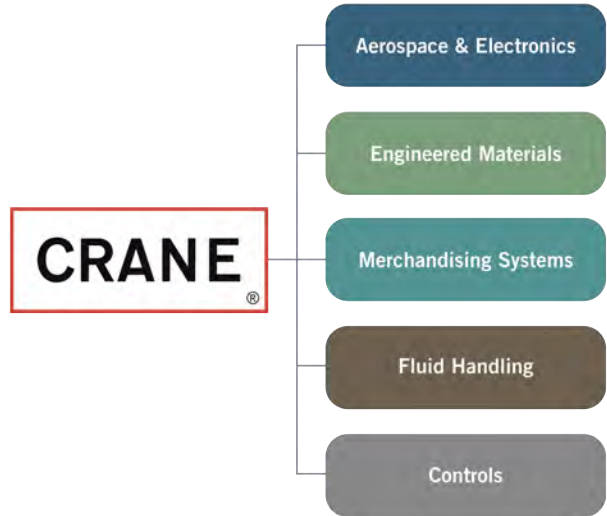 Aerospace & Electronics
Engineered Materials
CRANE®
Merchandising Systems
Fluid Handling
Controls